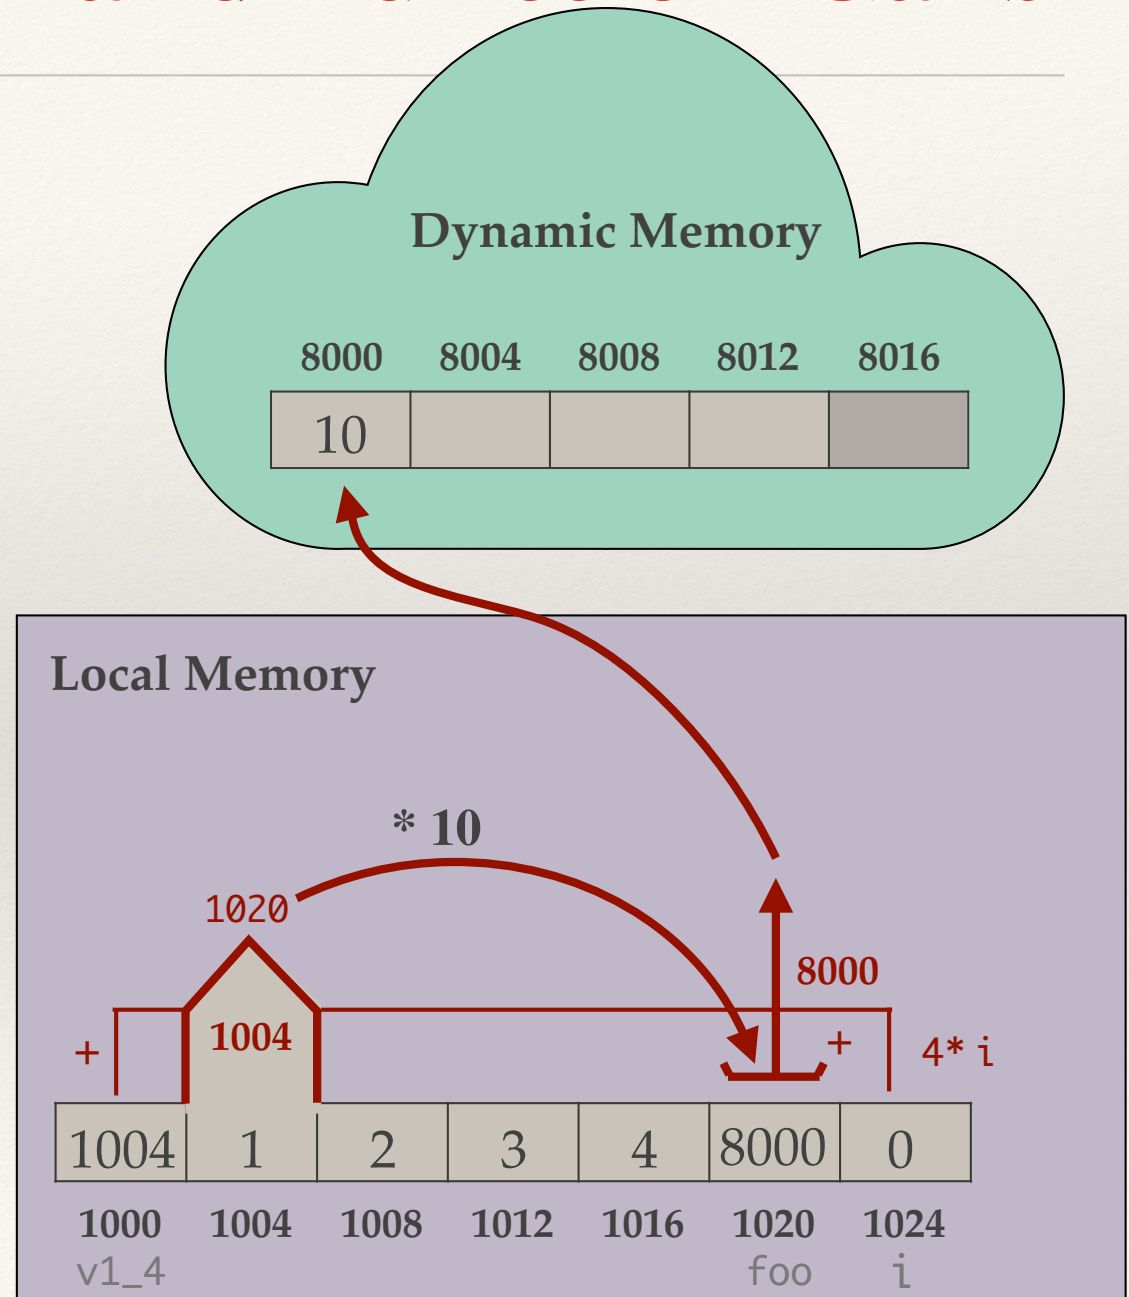 Dynamic Memory
8000 8004 8008 8012 8016
10
Local Memory
* 10
1020
8000
+ 1004 + 4* i
1004 1 2 3 4 8000 0
1000 1004 1008 1012 1016 1020 1024
v1_4 foo i